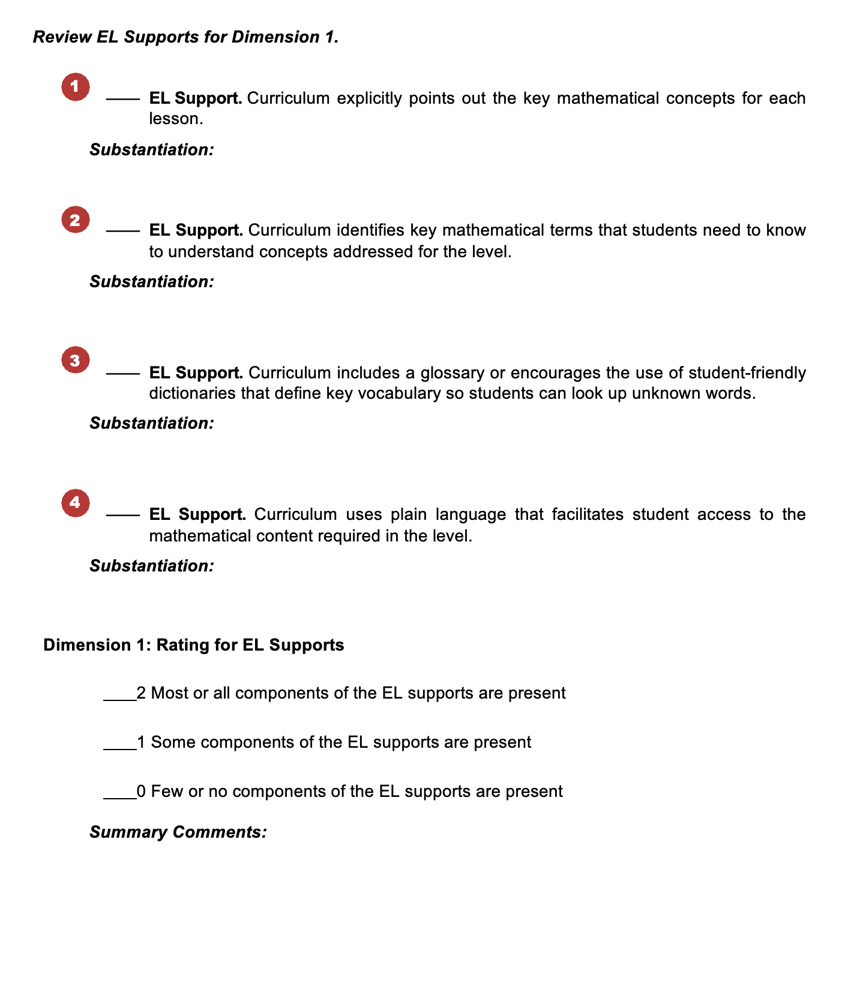 Review EL Supports for Dimension 1.
1
____ EL Support. Curriculum explicitly points out the key mathematical concepts for each
lesson.
Substantiation:
2
____ EL Support. Curriculum identifies key mathematical terms that students need to know
to understand concepts addressed for the level.
Substantiation:
3
____ EL Support. Curriculum includes a glossary or encourages the use of student-friendly
dictionaries that define key vocabulary so students can look up unknown words.
Substantiation:
4
____ EL Support. Curriculum uses plain language that facilitates student access to the
mathematical content required in the level.
Substantiation:
Dimension 1: Rating for EL Supports
____2 Most or all components of the EL supports are present
____1 Some components of the EL supports are present
____0 Few or no components of the EL supports are present
Summary Comments: